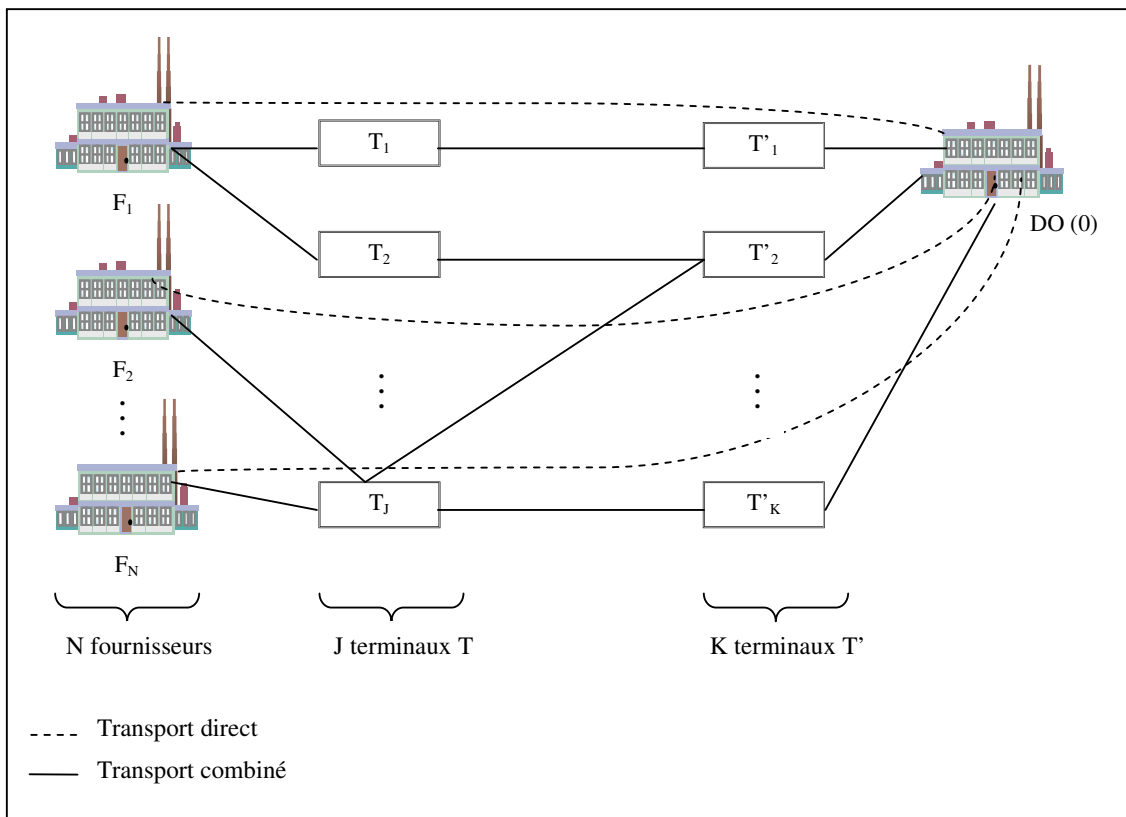 T1
T'1
F1
DO (0)
T2
T'2
F2
TJ
T'K
FN
N fournisseurs
J terminaux T
K terminaux T'
Transport direct
Transport combiné